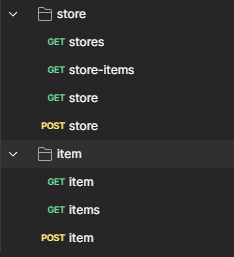 store
GET stores
GET store-items
GET store
POST store
item
GET item
GET items
POST item